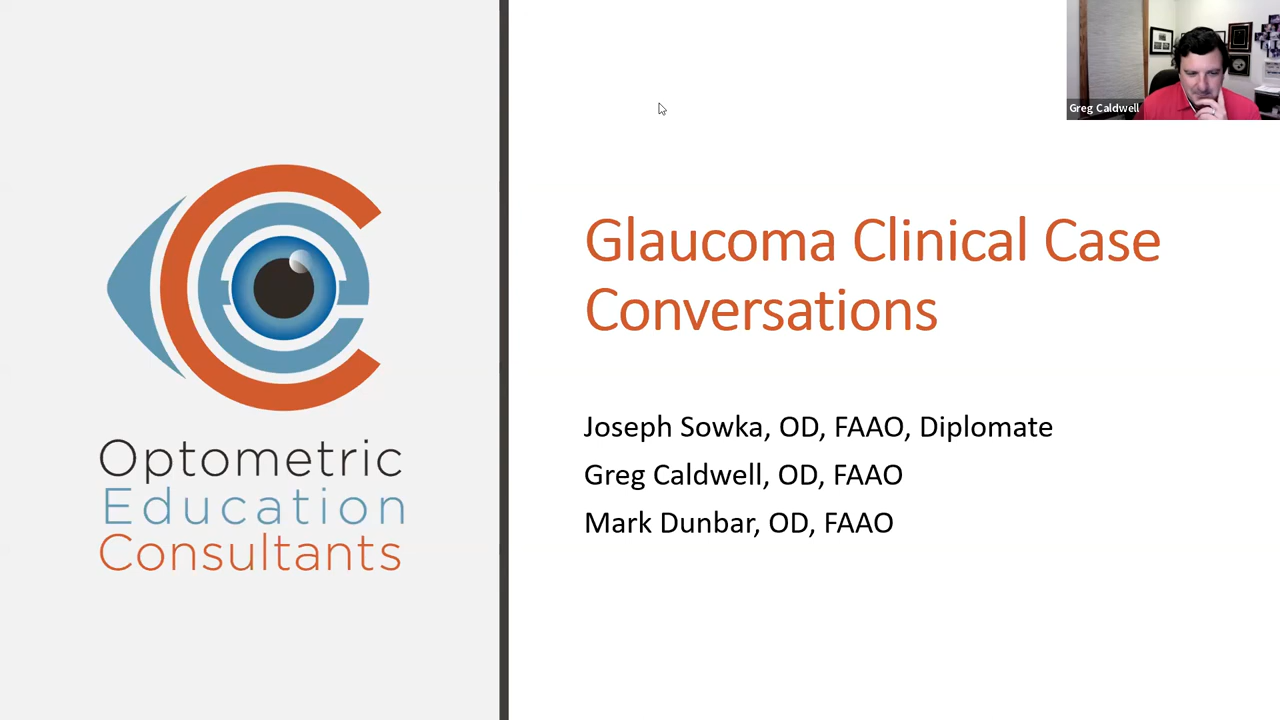 Greg Caldwell
Glaucoma Clinical Case
Conversations
Joseph Sowka, OD, FAAO, Diplomate
Greg Caldwell, OD, FAAO
Mark Dunbar, OD, FAAO
Optometric
Education
Consultants